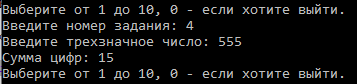 Выберите от 1 до 10, 0 - если хотите выйти.
Введите номер задания: 4
Введите трехзначное число: 555
Сумма цифр: 15
Выберите от 1 до 10, 0 - если хотите выйти.